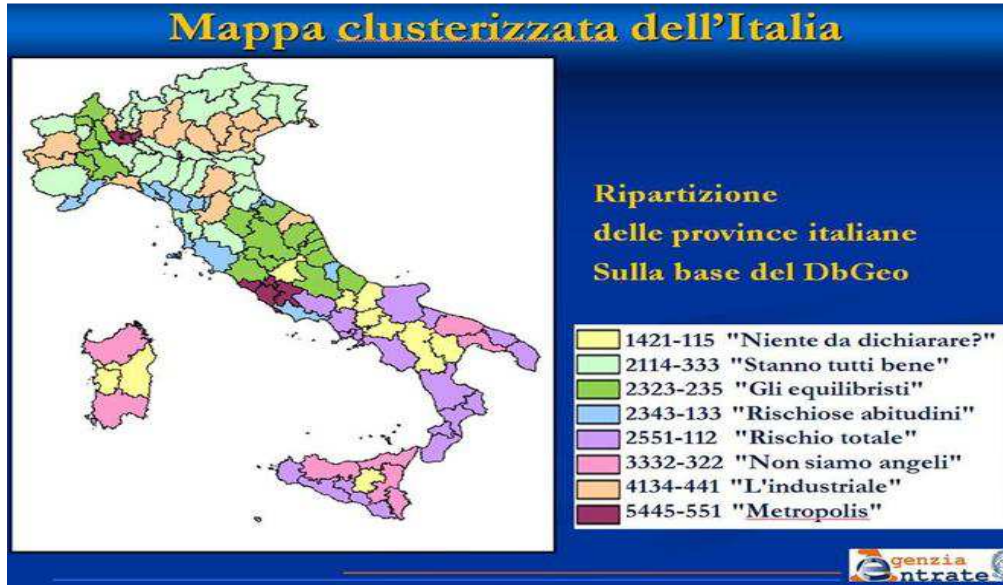 Mappa clusterizzata dell'Italia
Ripartizione
delle province italiane
Sulla base del DbGeo
1421-115 "Niente da dichiarare?"
2114-333 "Stanno tutti bene"
2323-235 "Gli equilibristi"
2343-133 "Rischiose abitudini"
2551-112 "Rischio totale"
3332-322 "Non siamo angeli"
4134-441 "L'industriale"
5445-551 "Metropolis"
genzia
ntrate